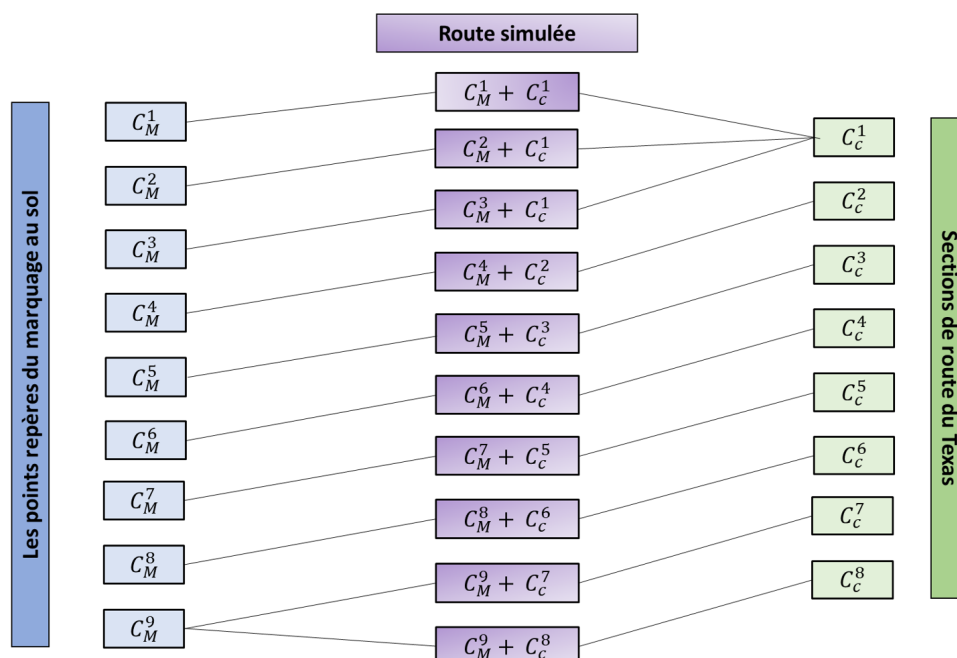 Route simulée
Les points repères du marquage au sol
C_M^1
C_M^2
C_M^3
C_M^4
C_M^5
C_M^6
C_M^7
C_M^8
C_M^9
C_M^1 + C_c^1
C_M^2 + C_c^1
C_M^3 + C_c^1
C_M^4 + C_c^2
C_M^5 + C_c^3
C_M^6 + C_c^4
C_M^7 + C_c^5
C_M^8 + C_c^6
C_M^9 + C_c^7
C_M^9 + C_c^8
C_c^1
C_c^2
C_c^3
C_c^4
C_c^5
C_c^6
C_c^7
C_c^8
Sections de route du Texas